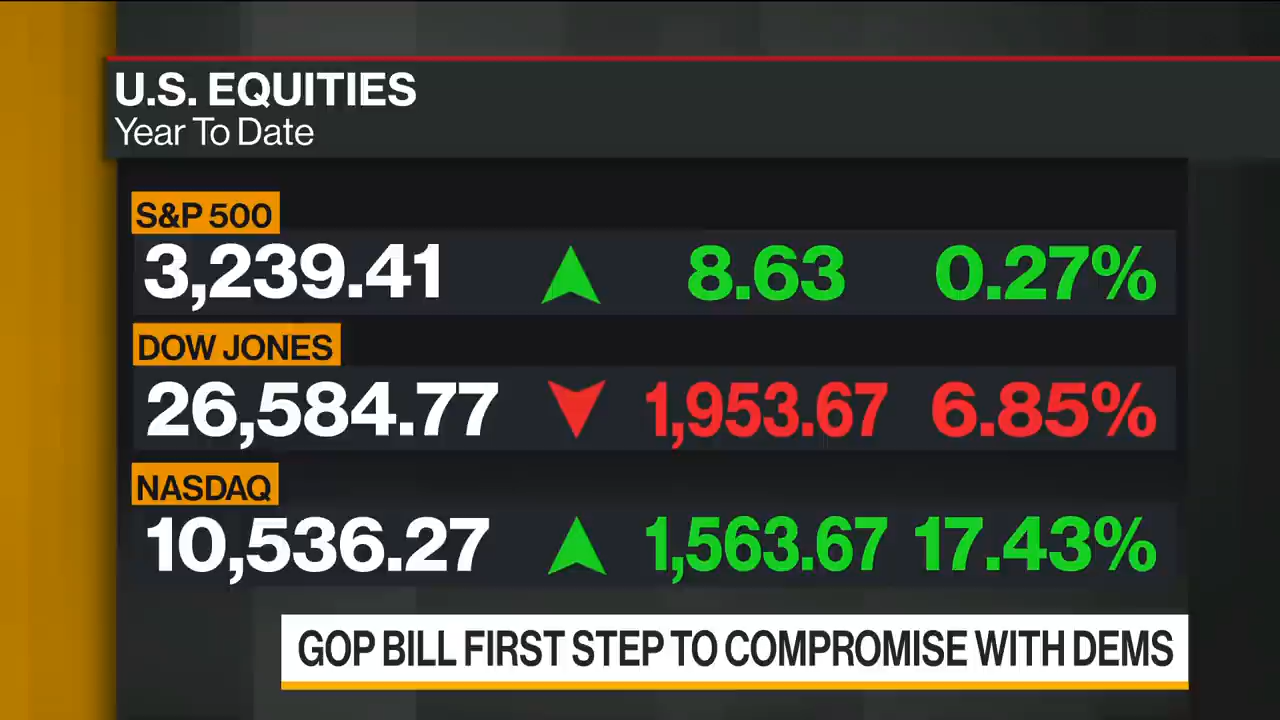 U.S. EQUITIES
Year To Date
S&P 500
3,239.41 8.63 0.27%
DOW JONES
26,584.77 1,953.67 6.85%
NASDAQ
10,536.27 1,563.67 17.43%
GOP BILL FIRST STEP TO COMPROMISE WITH DEMS